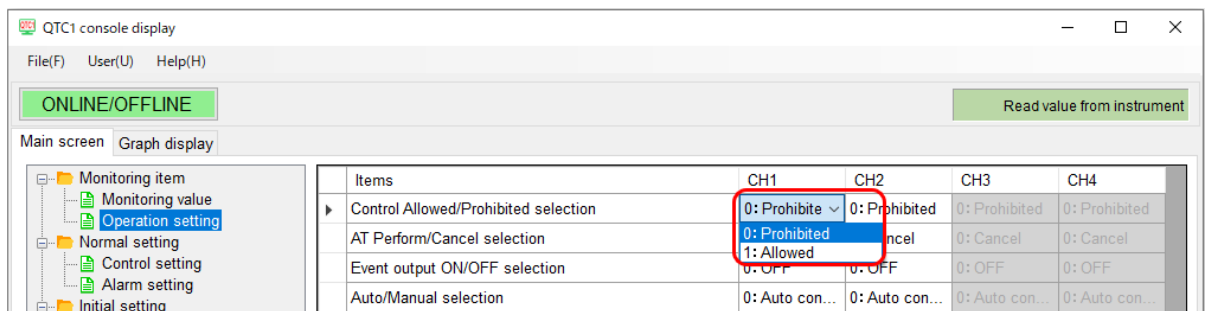 QTC1 console display
File(F) User(U) Help(H)
ONLINE/OFFLINE Read value from instrument
Main screen Graph display
Monitoring item
Monitoring value
Operation setting
Normal setting
Control setting
Alarm setting
Initial setting
Items CH1 CH2 CH3 CH4
Control Allowed/Prohibited selection 0: Prohibite 0: Prohibited 0: Prohibited 0: Prohibited
0: Prohibited
1: Allowed
AT Perform/Cancel selection ncel 0: Cancel 0: Cancel
Event output ON/OFF selection 0: OFF 0: OFF 0: OFF 0: OFF
Auto/Manual selection 0: Auto con... 0: Auto con... 0: Auto con... 0: Auto con...